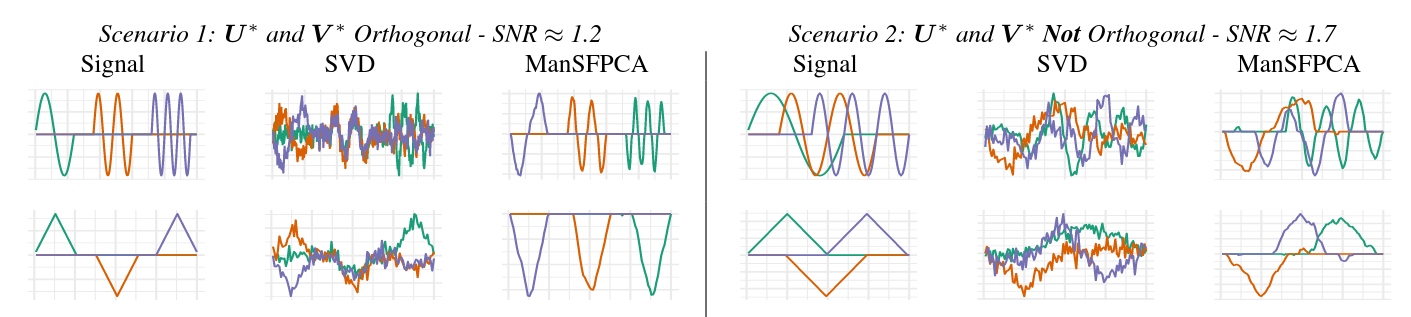 Scenario 1: U* and V* Orthogonal - SNR ≈ 1.2
Signal SVD ManSFPCA
Scenario 2: U* and V* Not Orthogonal - SNR ≈ 1.7
Signal SVD ManSFPCA